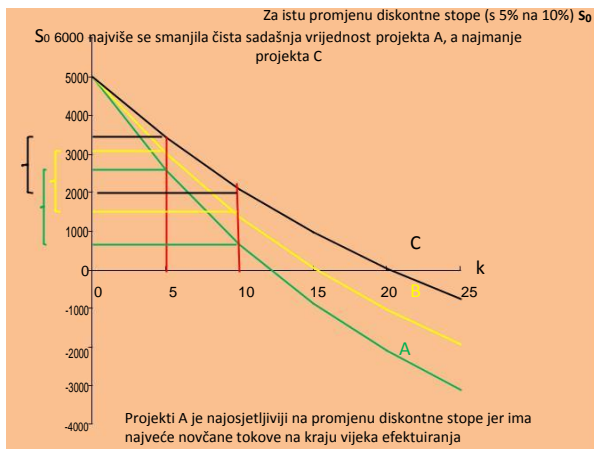 Za istu promjenu diskontne stope (s 5% na 10%) S₀
S₀ 6000 najviše se smanjila čista sadašnja vrijednost projekta A, a najmanje
projekta C
5000
4000
3000
2000
1000
C
k
0
0 5 10 15 20 B 25
-1000
-2000
A
-3000
-4000
Projekti A je najosjetljiviji na promjenu diskontne stope jer ima
najveće novčane tokove na kraju vijeka efektuiranja